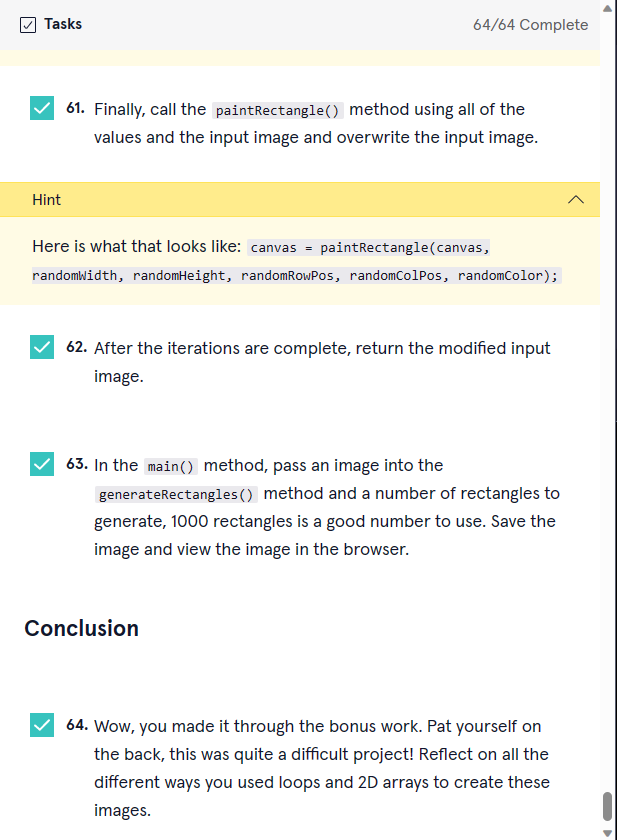 Tasks
64/64 Complete
61. Finally, call the paintRectangle() method using all of the
values and the input image and overwrite the input image.
Hint
Here is what that looks like: canvas = paintRectangle(canvas,
randomWidth, randomHeight, randomRowPos, randomColPos, randomColor);
62. After the iterations are complete, return the modified input
image.
63. In the main() method, pass an image into the
generateRectangles() method and a number of rectangles to
generate, 1000 rectangles is a good number to use. Save the
image and view the image in the browser.
Conclusion
64. Wow, you made it through the bonus work. Pat yourself on
the back, this was quite a difficult project! Reflect on all the
different ways you used loops and 2D arrays to create these
images.